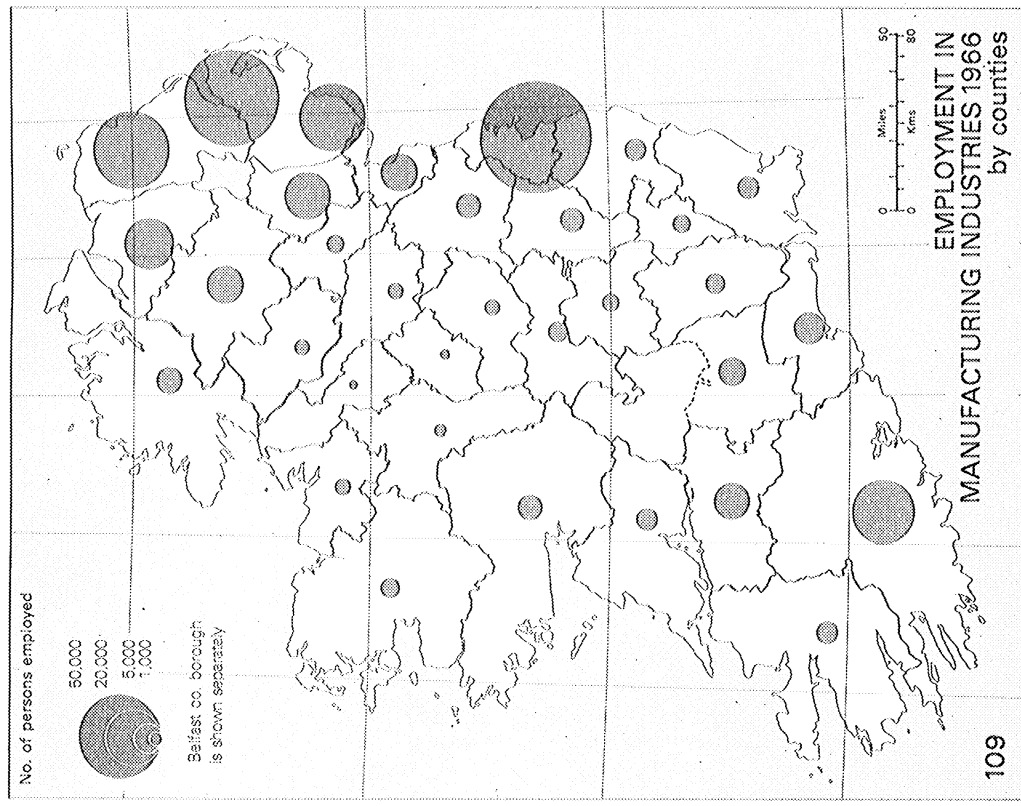 No. of persons employed
50,000
20,000
5,000
1,000
Belfast co. borough
is shown separately
Miles
0 50
0 80
Kms
EMPLOYMENT IN
MANUFACTURING INDUSTRIES 1966
by counties
109